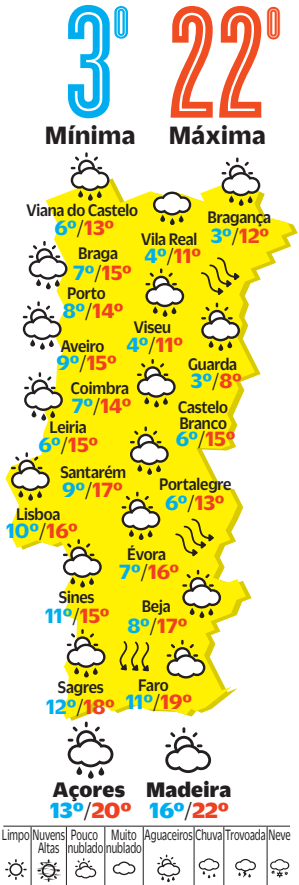 3º 22º
Mínima Máxima
Viana do Castelo
6º/13º
Bragança
3º/12º
Vila Real
4º/11º
Braga
7º/15º
Porto
8º/14º
Viseu
4º/11º
Aveiro
9º/15º
Guarda
3º/8º
Coimbra
7º/14º
Castelo
Branco
6º/15º
Leiria
6º/15º
Santarém
9º/17º
Portalegre
6º/13º
Lisboa
10º/16º
Évora
7º/16º
Sines
11º/15º
Beja
8º/17º
Sagres
12º/18º
Faro
11º/19º
Açores
13º/20º
Madeira
16º/22º
Limpo
Nuvens
Altas
Pouco
nublado
Muito
nublado
Aguaceiros
Chuva
Trovoada
Neve